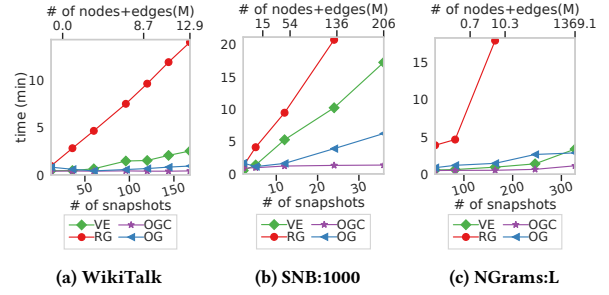 # of nodes+edges(M)
0.0 8.7 12.9
time (min)
10
5
0
50 100 150
# of snapshots
VE OGC
RG OG
(a) WikiTalk
# of nodes+edges(M)
15 54 136 206
20
15
10
5
0
0 10 20 30
# of snapshots
VE OGC
RG OG
(b) SNB:1000
# of nodes+edges(M)
0.7 10.3 1369.1
15
10
5
0
100 200 300
# of snapshots
VE OGC
RG OG
(c) NGrams:L